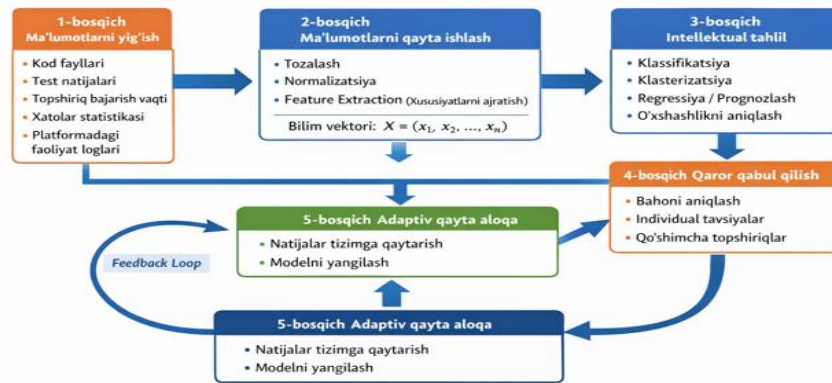 1-bosqich
Ma'lumotlarni yig'ish
• Kod fayllari
• Test natijalari
• Topshiriq bajarish vaqti
• Xatolar statistikasi
• Platformadagi
faoliyat loglari
2-bosqich
Ma'lumotlarni qayta ishlash
• Tozalash
• Normalizatsiya
• Feature Extraction (Xususiyatlarni ajratish)
Bilim vektori: X = (x₁, x₂, ..., xₙ)
3-bosqich
Intellektual tahlil
• Klassifikatsiya
• Klasterizatsiya
• Regressiya / Prognozlash
• O'xshashlikni aniqlash
4-bosqich Qaror qabul qilish
• Bahoni aniqlash
• Individual tavsiyalar
• Qo'shimcha topshiriqlar
5-bosqich Adaptiv qayta aloqa
• Natijalar tizimga qaytarish
• Modelni yangilash
Feedback Loop
5-bosqich Adaptiv qayta aloqa
• Natijalar tizimga qaytarish
• Modelni yangilash